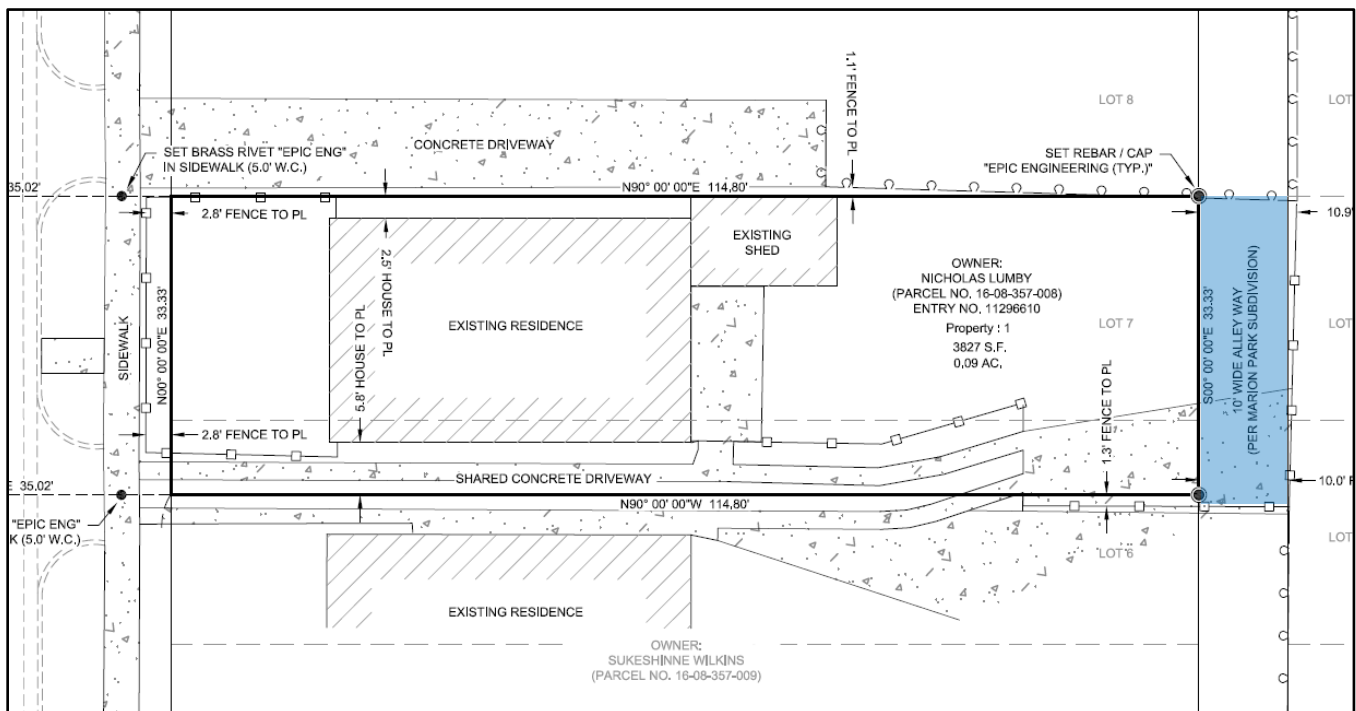 1.1' FENCE TO PL
LOT 8
LOT
SET BRASS RIVET "EPIC ENG"
IN SIDEWALK (5.0' W.C.)
CONCRETE DRIVEWAY
SET REBAR / CAP
"EPIC ENGINEERING (TYP.)"
35.02'
N90° 00' 00"E 114.80'
2.8' FENCE TO PL
10.9'
EXISTING
SHED
2.5' HOUSE TO PL
OWNER:
NICHOLAS LUMBY
(PARCEL NO. 16-08-357-008)
ENTRY NO. 11296610
Property : 1
3827 S.F.
0.09 AC.
LOT 7
LOT
SIDEWALK
N00° 00' 00"E 33.33'
EXISTING RESIDENCE
5.8' HOUSE TO PL
S00° 00' 00"E 33.33'
10' WIDE ALLEY WAY
(PER MARION PARK SUBDIVISION)
2.8' FENCE TO PL
1.3' FENCE TO PL
SHARED CONCRETE DRIVEWAY
E 35.02'
N90° 00' 00"W 114.80'
10.0' F
"EPIC ENG"
K (5.0' W.C.)
LOT 6
LOT
EXISTING RESIDENCE
OWNER:
SUKESHINNE WILKINS
(PARCEL NO. 16-08-357-009)